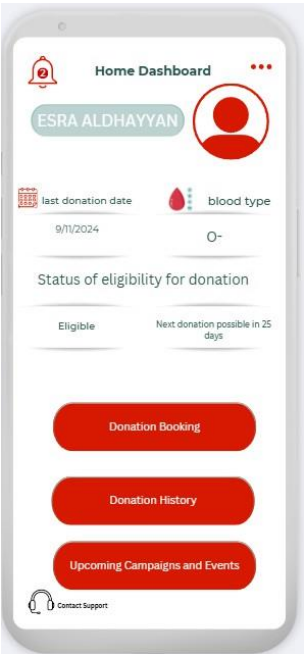 2
Home Dashboard
ESRA ALDHAYYAN
last donation date
blood type
9/11/2024
O-
Status of eligibility for donation
Eligible
Next donation possible in 25
days
Donation Booking
Donation History
Upcoming Campaigns and Events
Contact Support